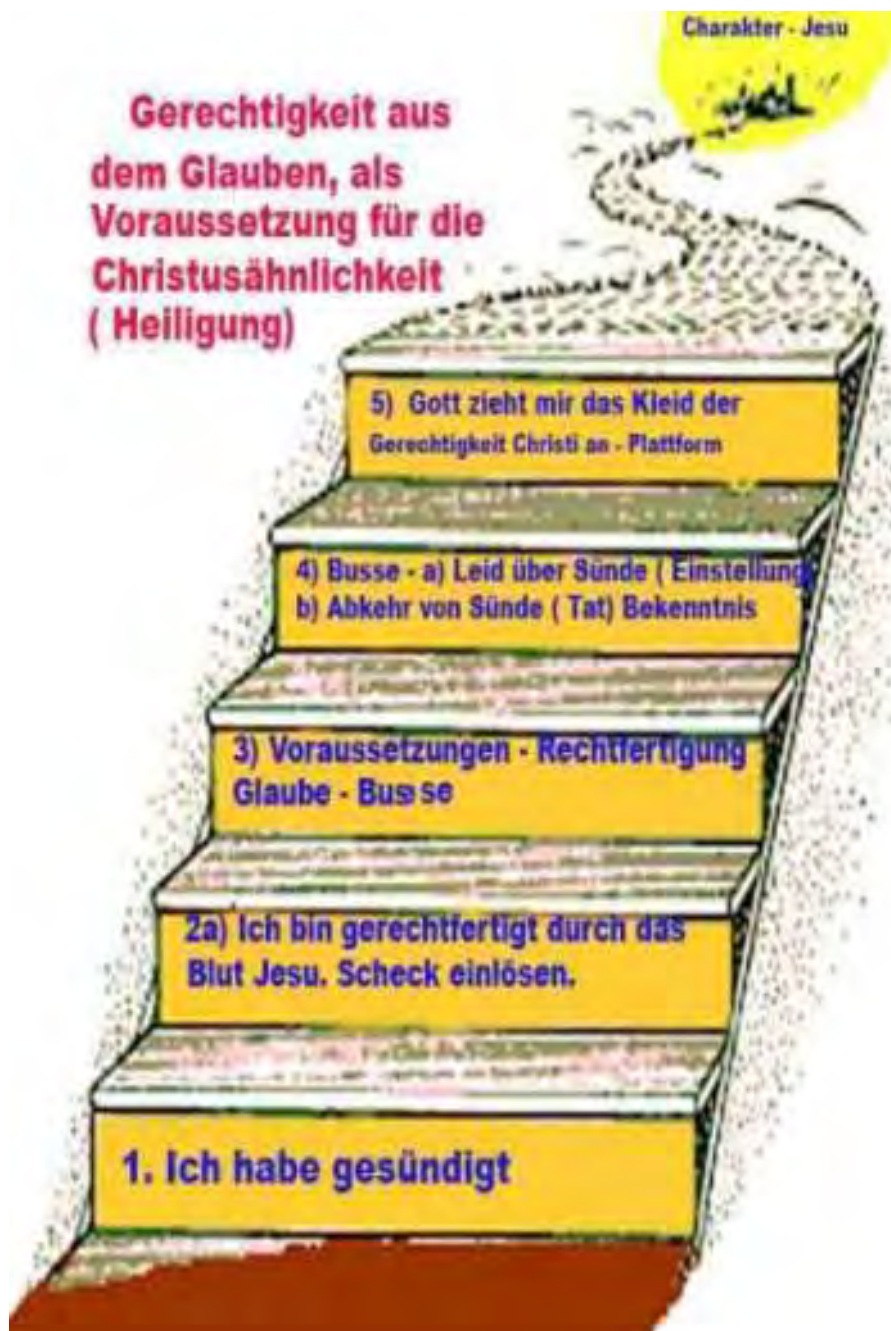 Charakter - Jesu
Gerechtigkeit aus
dem Glauben, als
Voraussetzung für die
Christusähnlichkeit
( Heiligung)
5) Gott zieht mir das Kleid der
Gerechtigkeit Christi an - Plattform
4) Busse - a) Leid über Sünde ( Einstellung
b) Abkehr von Sünde ( Tat) Bekenntnis
3) Voraussetzungen - Rechtfertigung
Glaube - Busse
2a) Ich bin gerechtfertigt durch das
Blut Jesu. Scheck einlösen.
1. Ich habe gesündigt